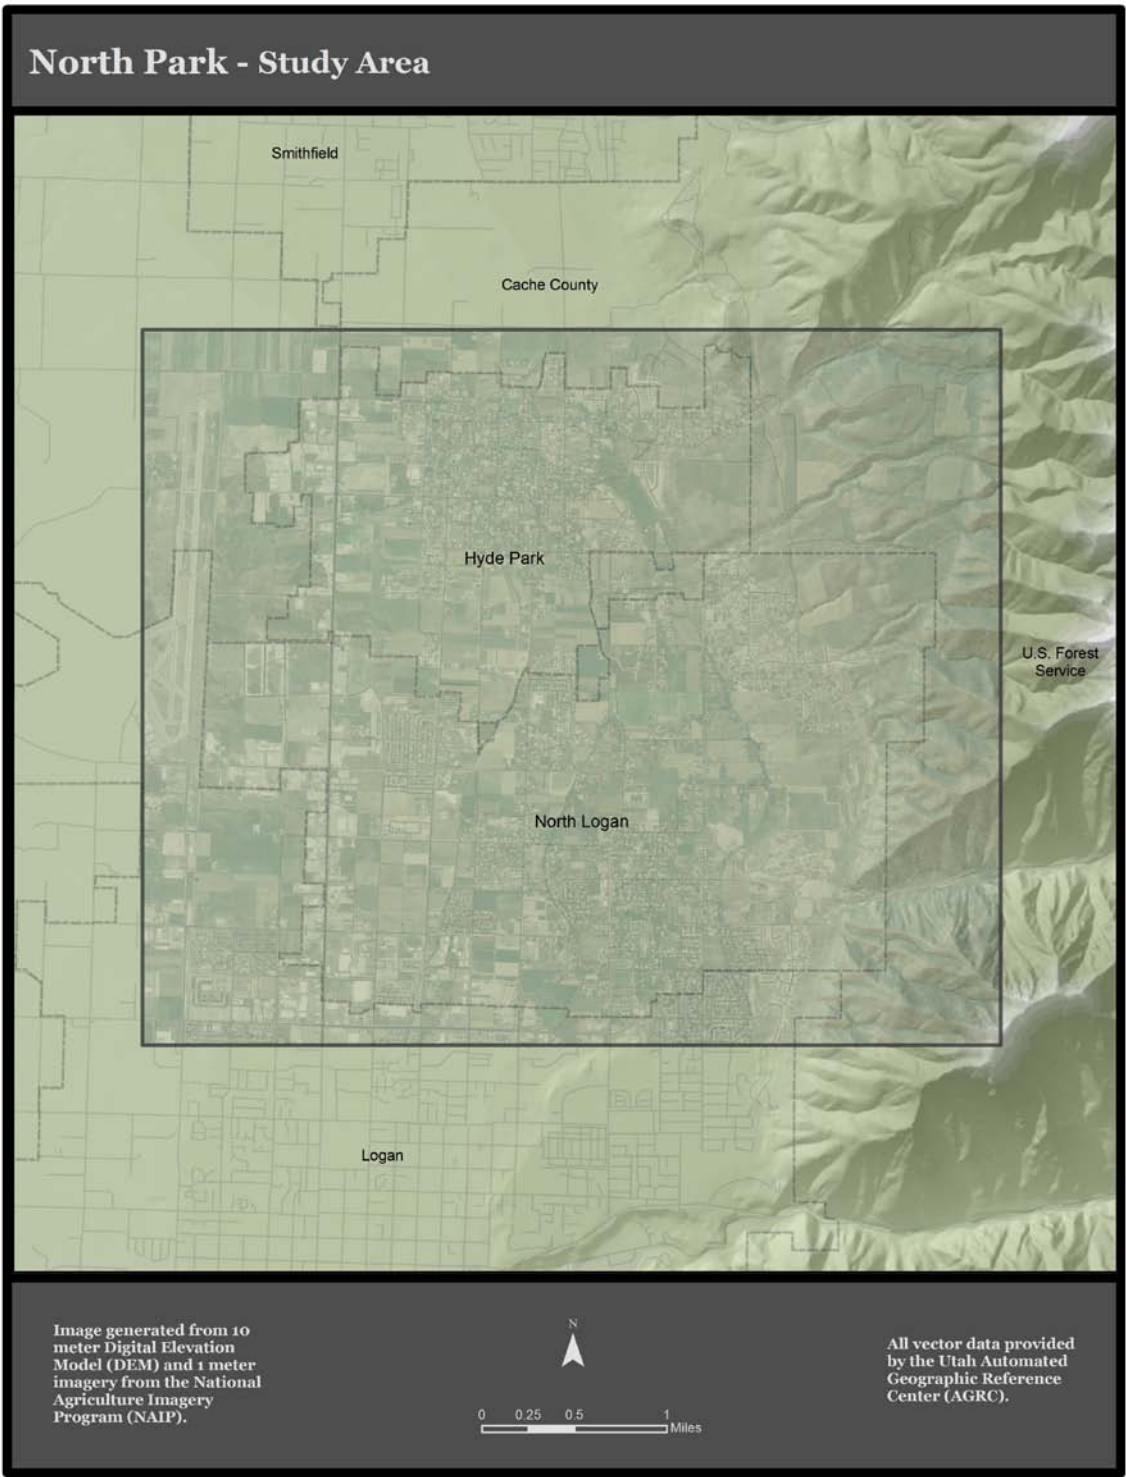 North Park - Study Area
Smithfield
Cache County
Hyde Park
U.S. Forest
Service
North Logan
Logan
Image generated from 10
meter Digital Elevation
Model (DEM) and 1 meter
imagery from the National
Agriculture Imagery
Program (NAIP).
N
0 0.25 0.5 1
Miles
All vector data provided
by the Utah Automated
Geographic Reference
Center (AGRC).